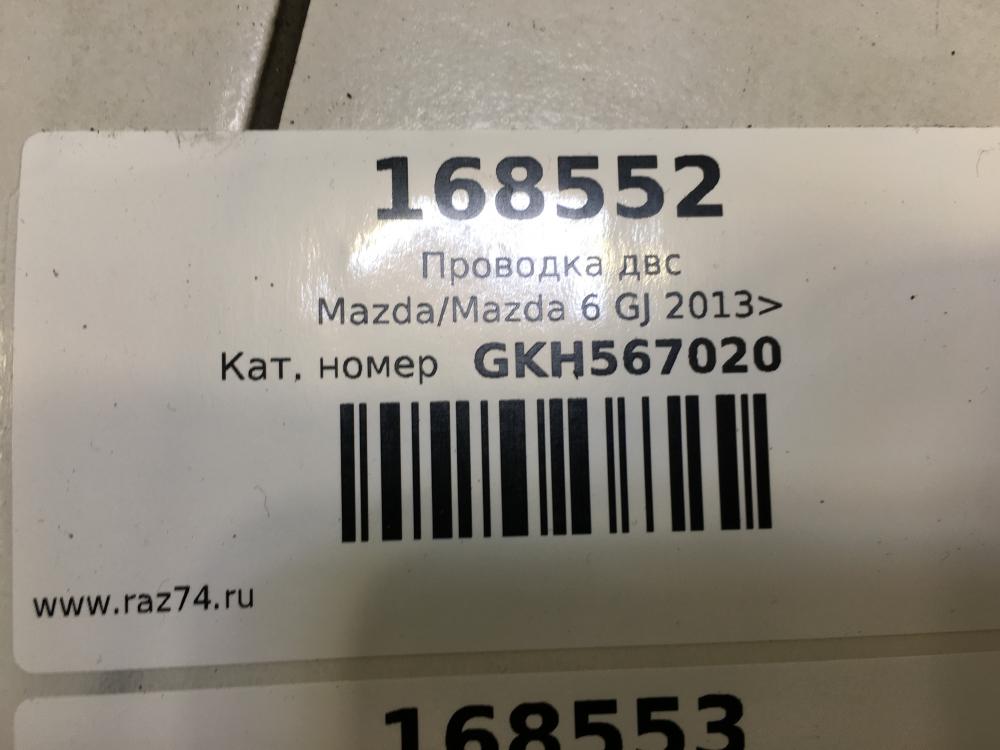 168552
Проводка двс
Mazda/Mazda 6 GJ 2013>
Кат. номер GKH567020
www.raz74.ru
168553